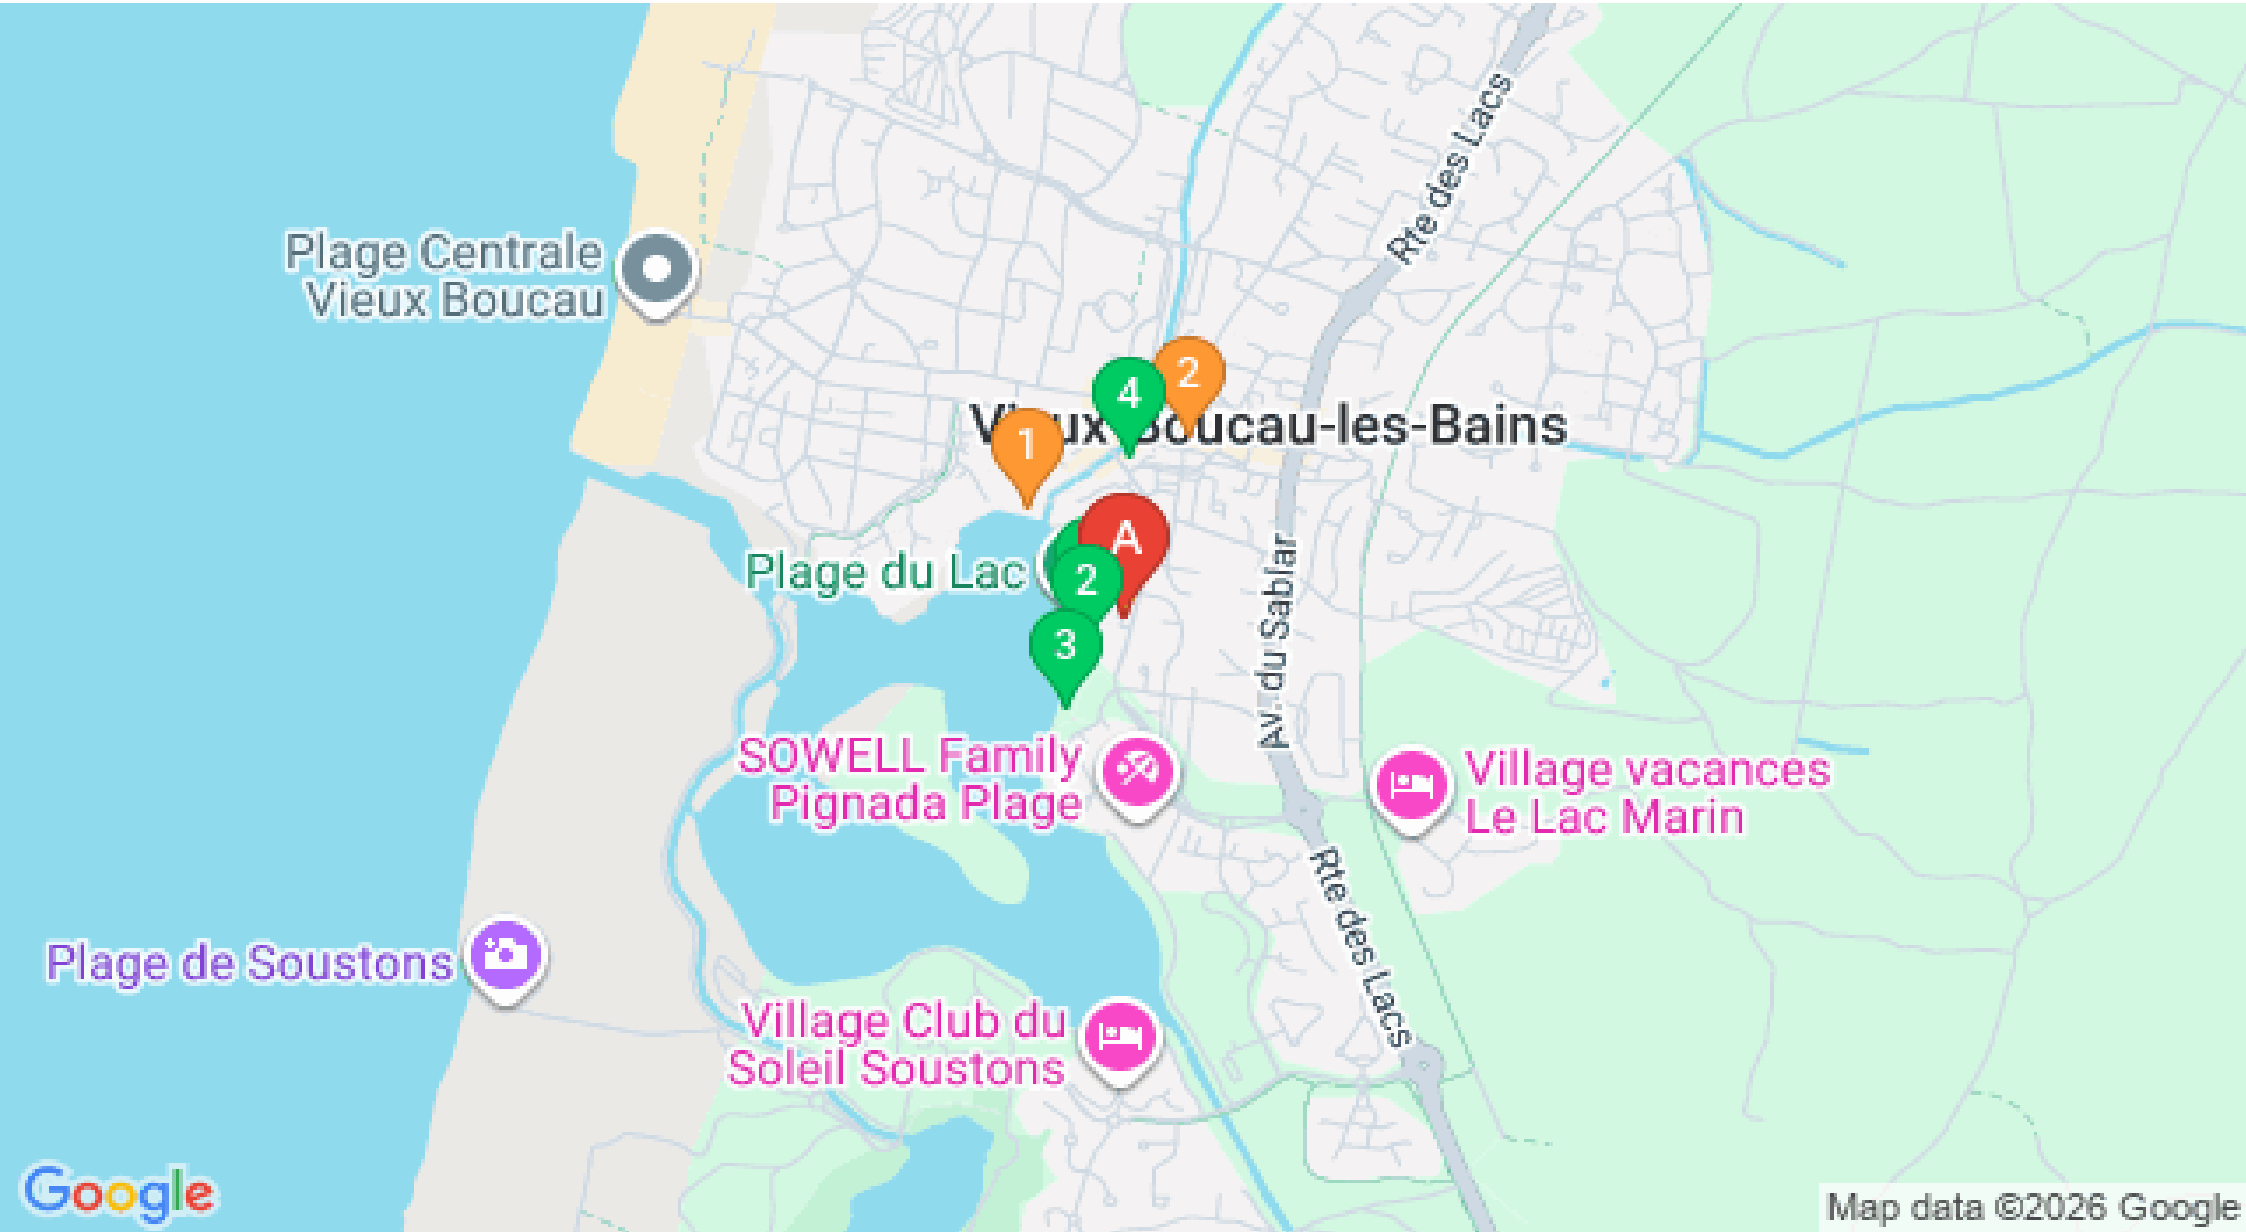 Rte des Lacs
Plage Centrale
Vieux Boucau
2
4
Vieux-Boucau-les-Bains
1
A
Plage du Lac
2
3
Av. du Sablar
SOWELL Family
Pignada Plage
Village vacances
Le Lac Marin
Rte des Lacs
Plage de Soustons
Village Club du
Soleil Soustons
Google
Map data ©2026 Google